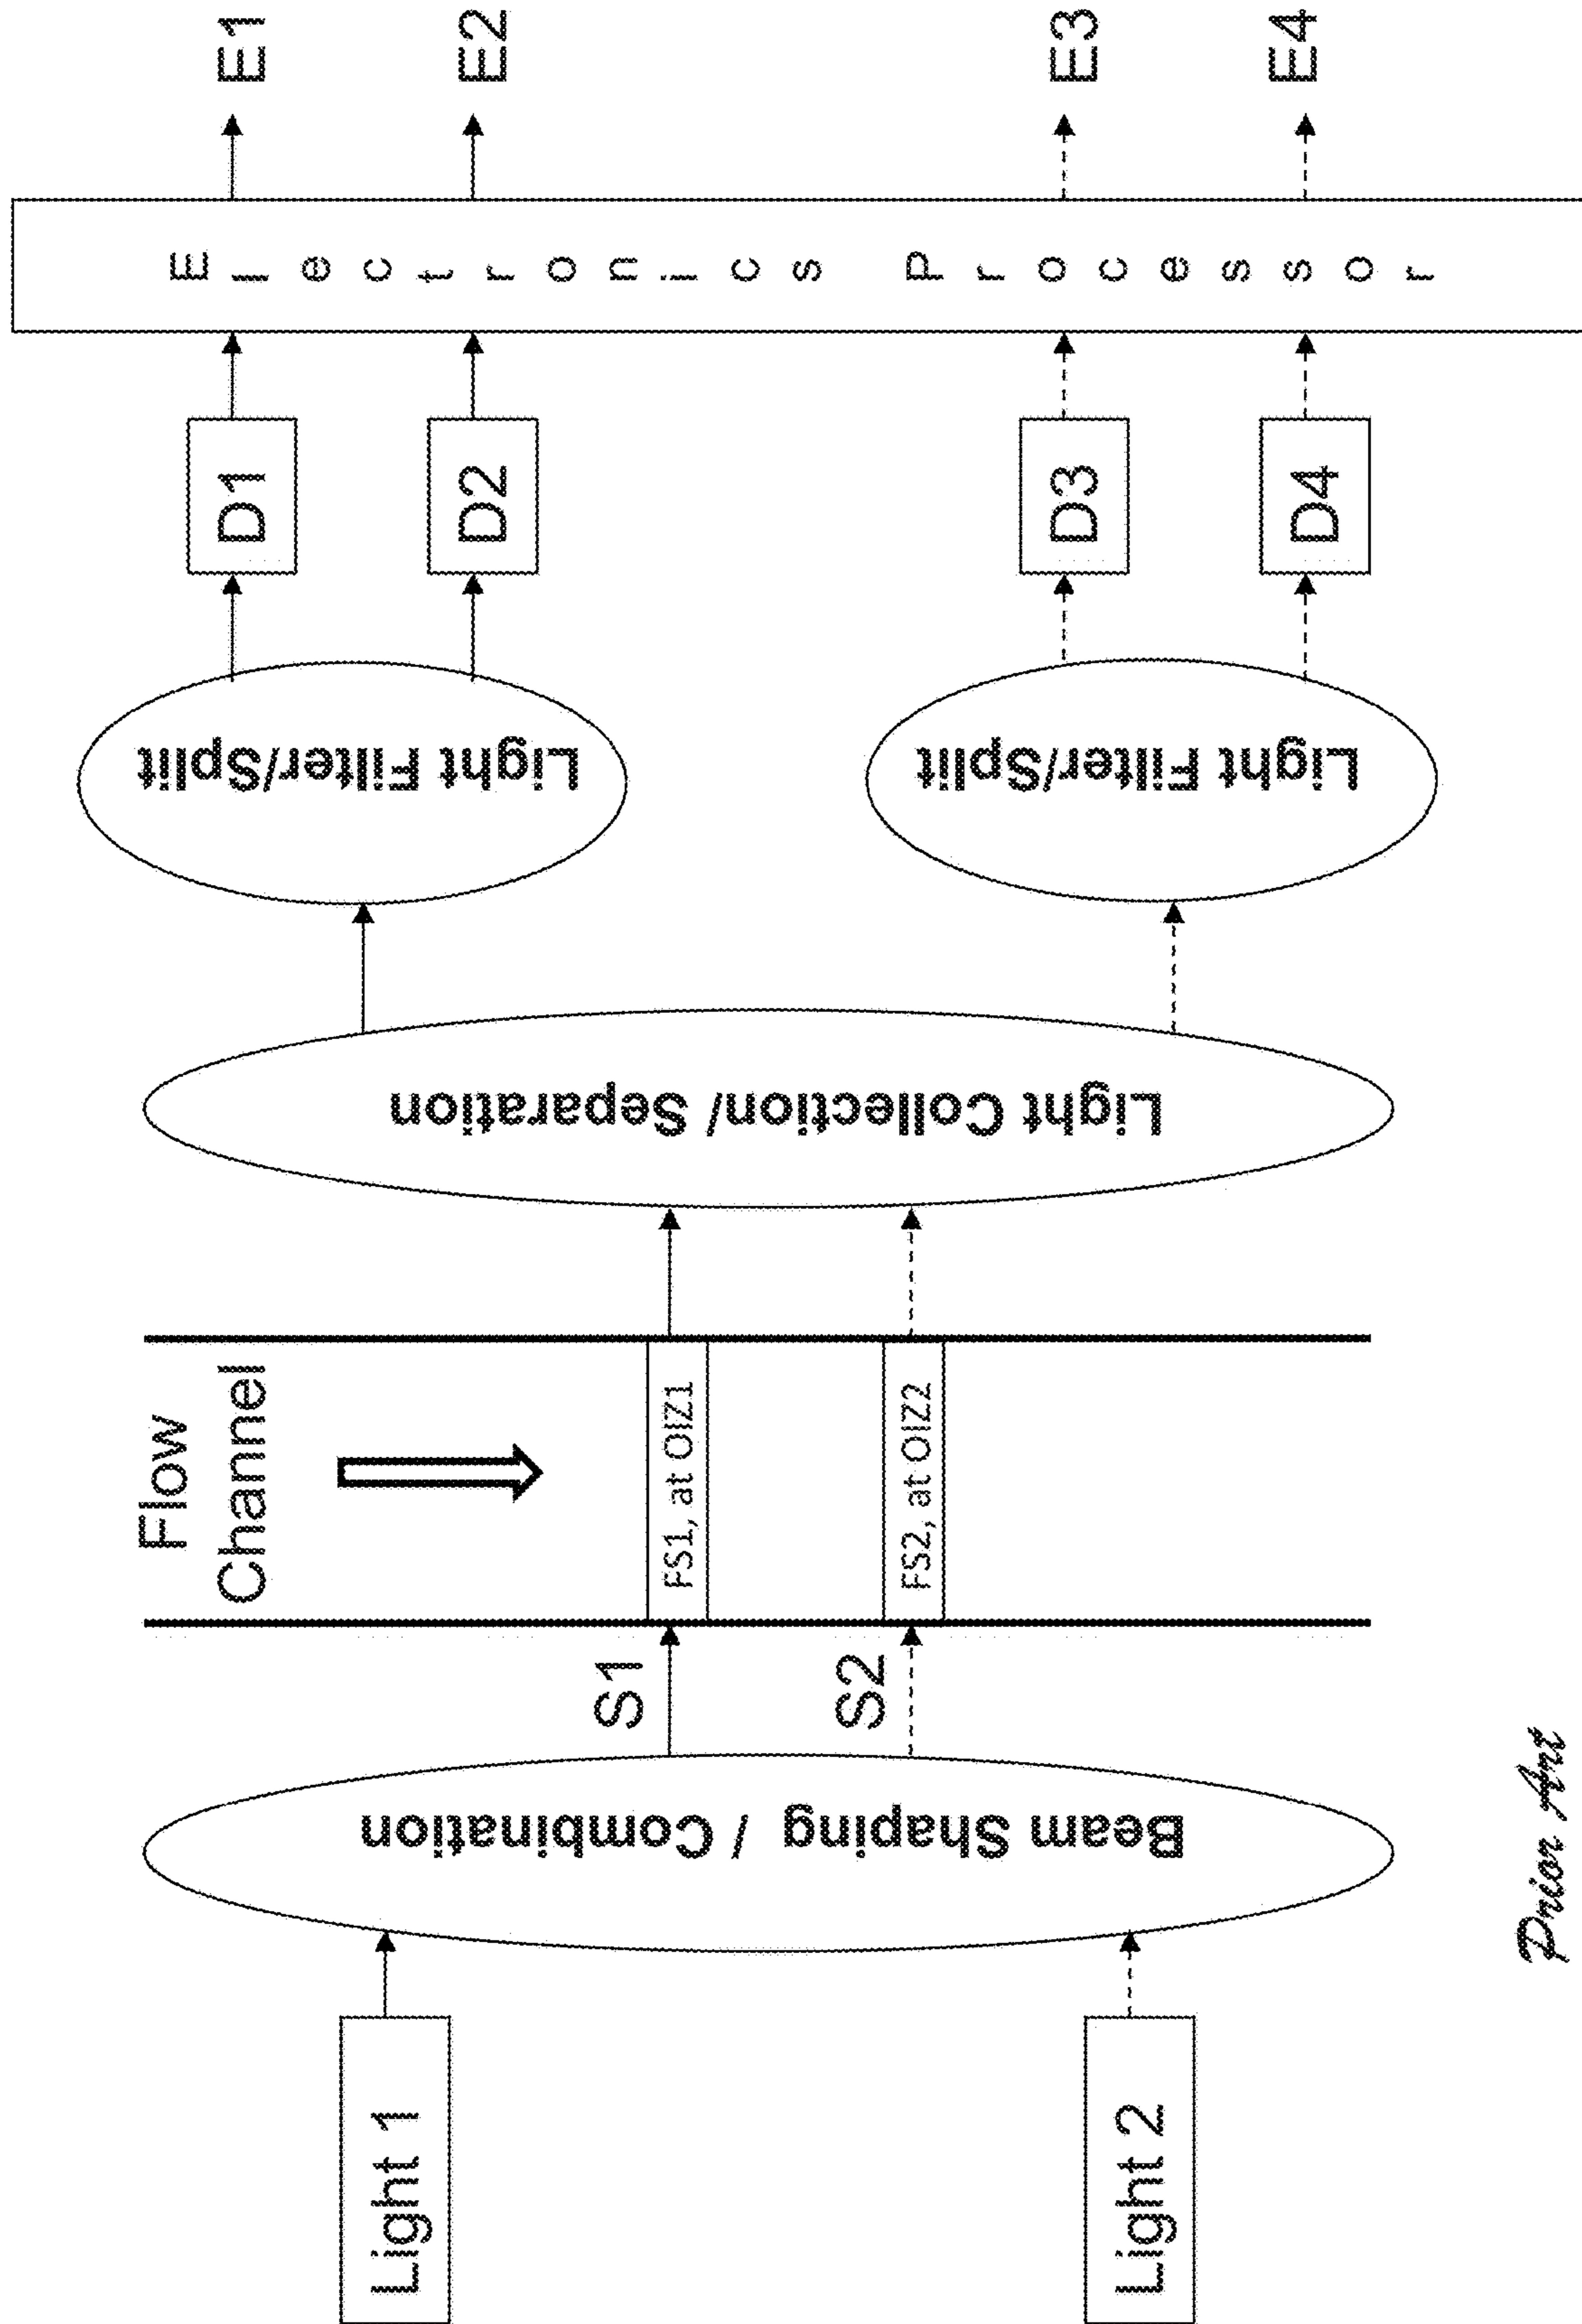 Light 1
Light 2
Beam Shaping / Combination
S1
S2
Flow
Channel
FS1, at OIZ1
FS2, at OIZ2
Light Collection/ Separation
Light Filter/Split
Light Filter/Split
D1
D2
D3
D4
Electronics Processor
E1
E2
E3
E4
Prior Art